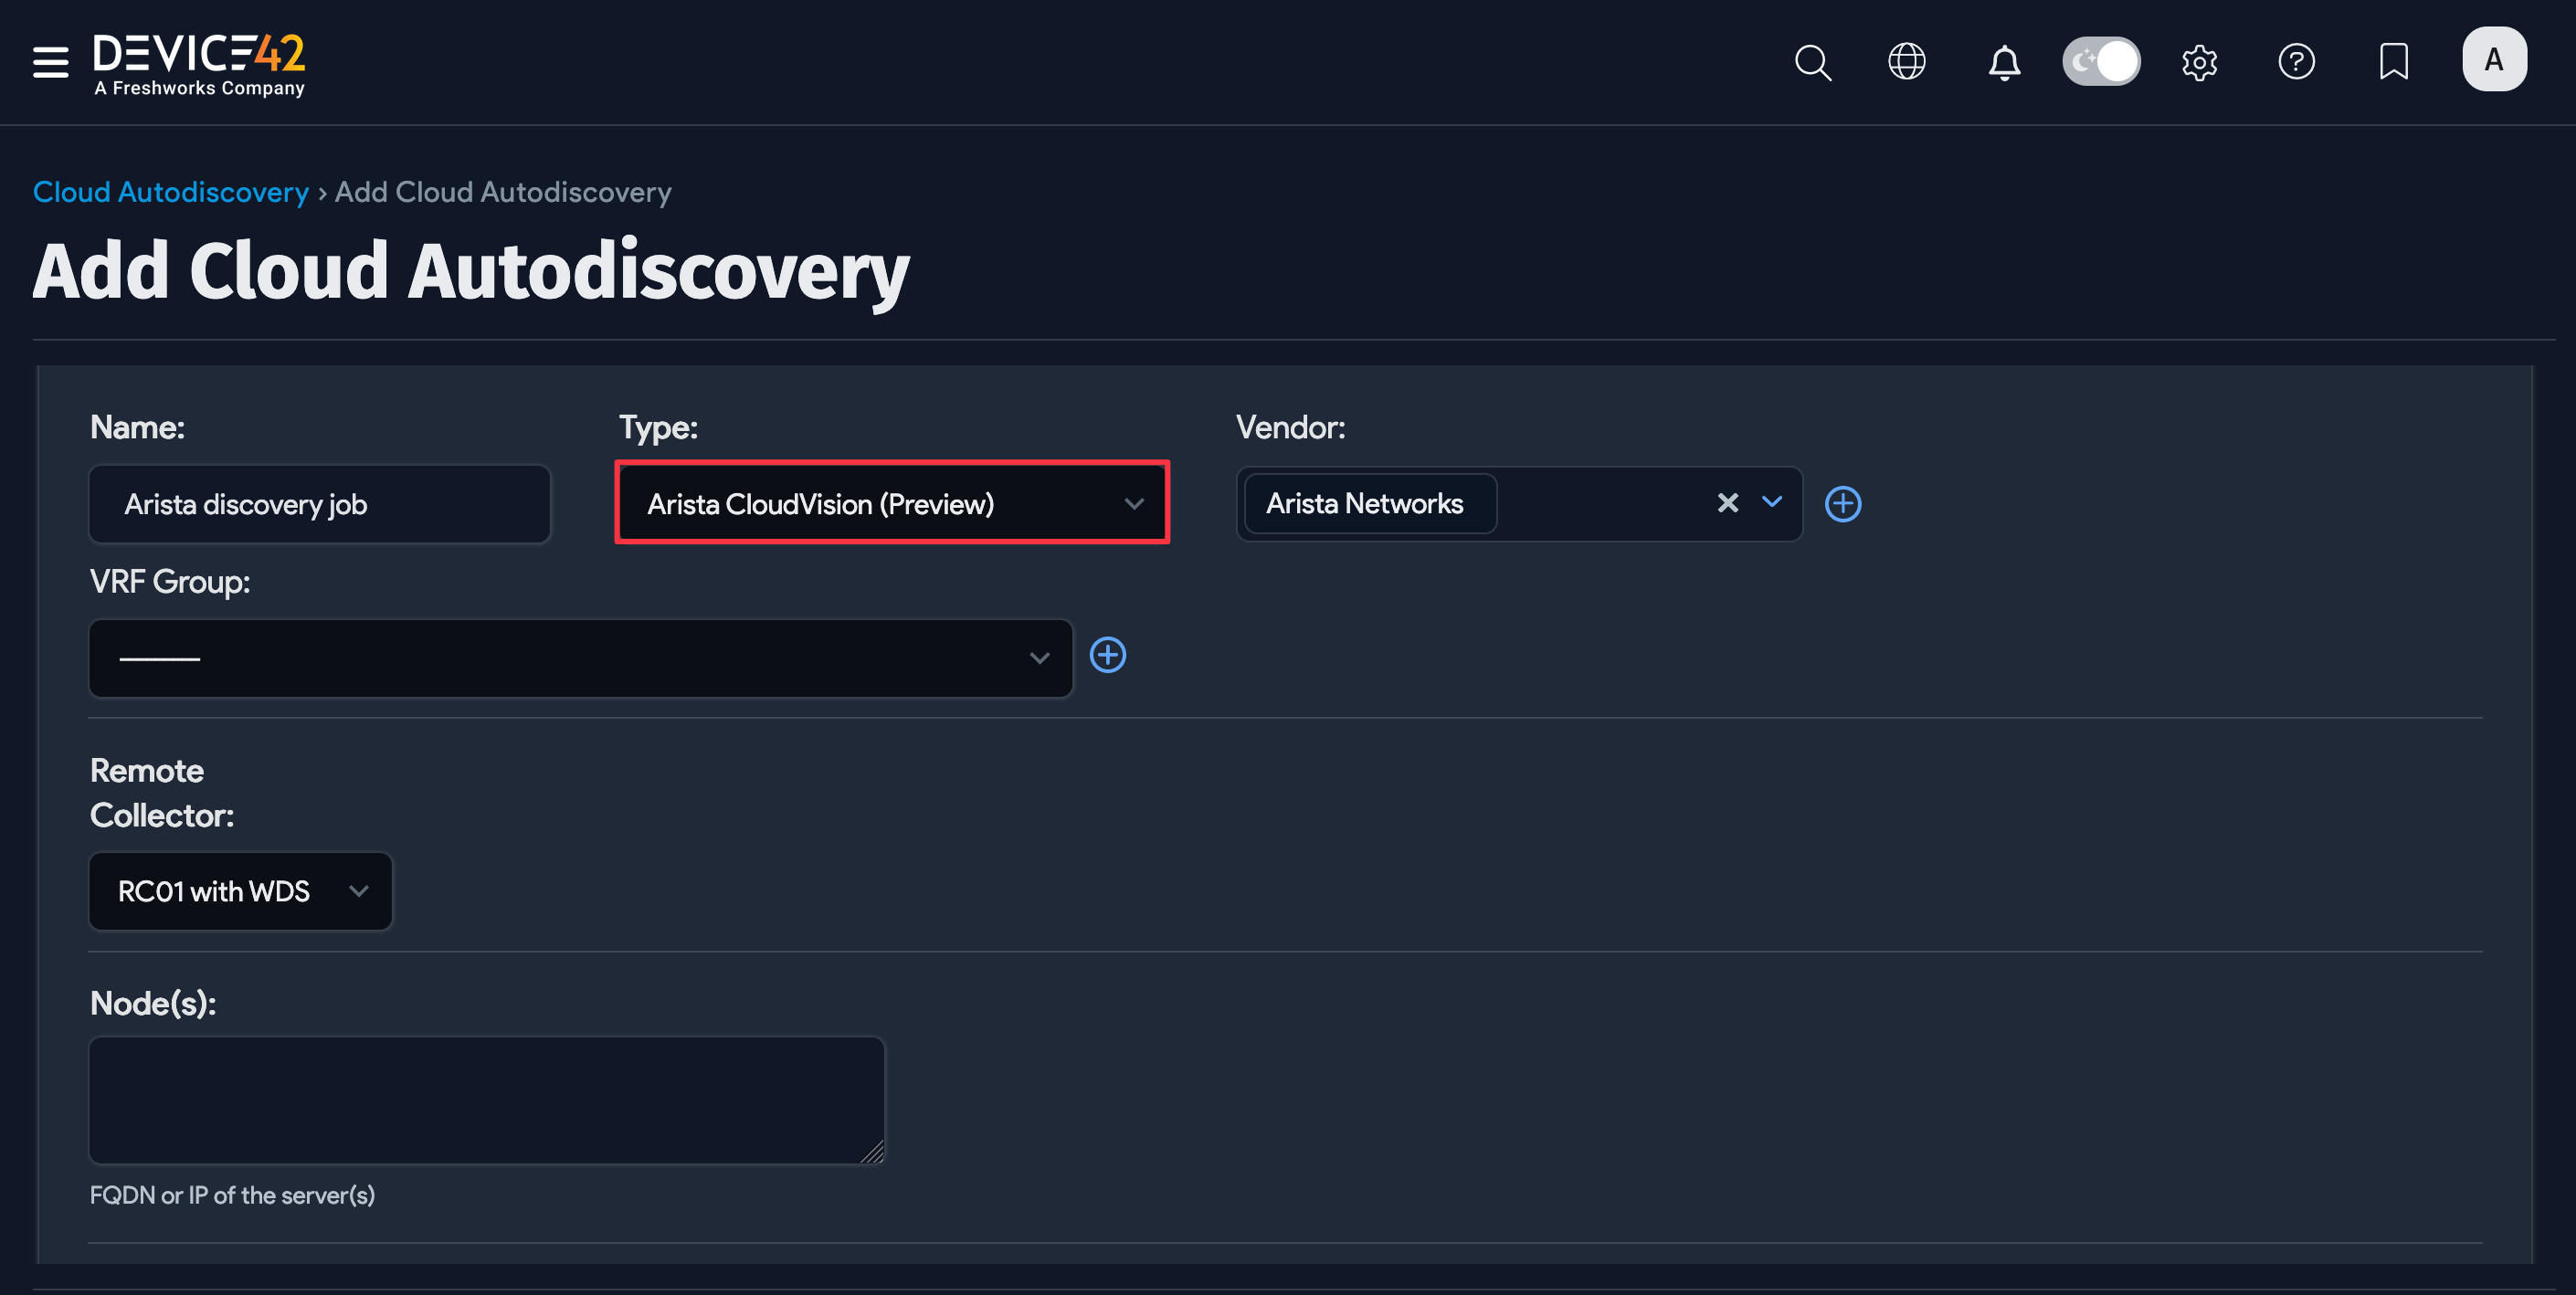 DEVICE42
A Freshworks Company
A
Cloud Autodiscovery › Add Cloud Autodiscovery
Add Cloud Autodiscovery
Name:
Type:
Vendor:
Arista discovery job
Arista CloudVision (Preview)
Arista Networks
VRF Group:
---------
Remote
Collector:
RC01 with WDS
Node(s):
FQDN or IP of the server(s)